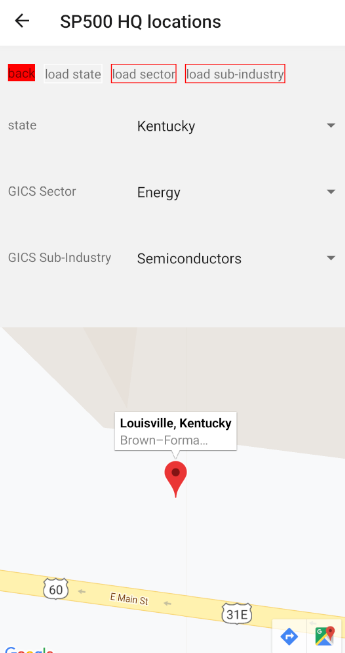 SP500 HQ locations
back load state load sector load sub-industry
state Kentucky
GICS Sector Energy
GICS Sub-Industry Semiconductors
Louisville, Kentucky
Brown–Forma...
60
E Main St
31E
Google